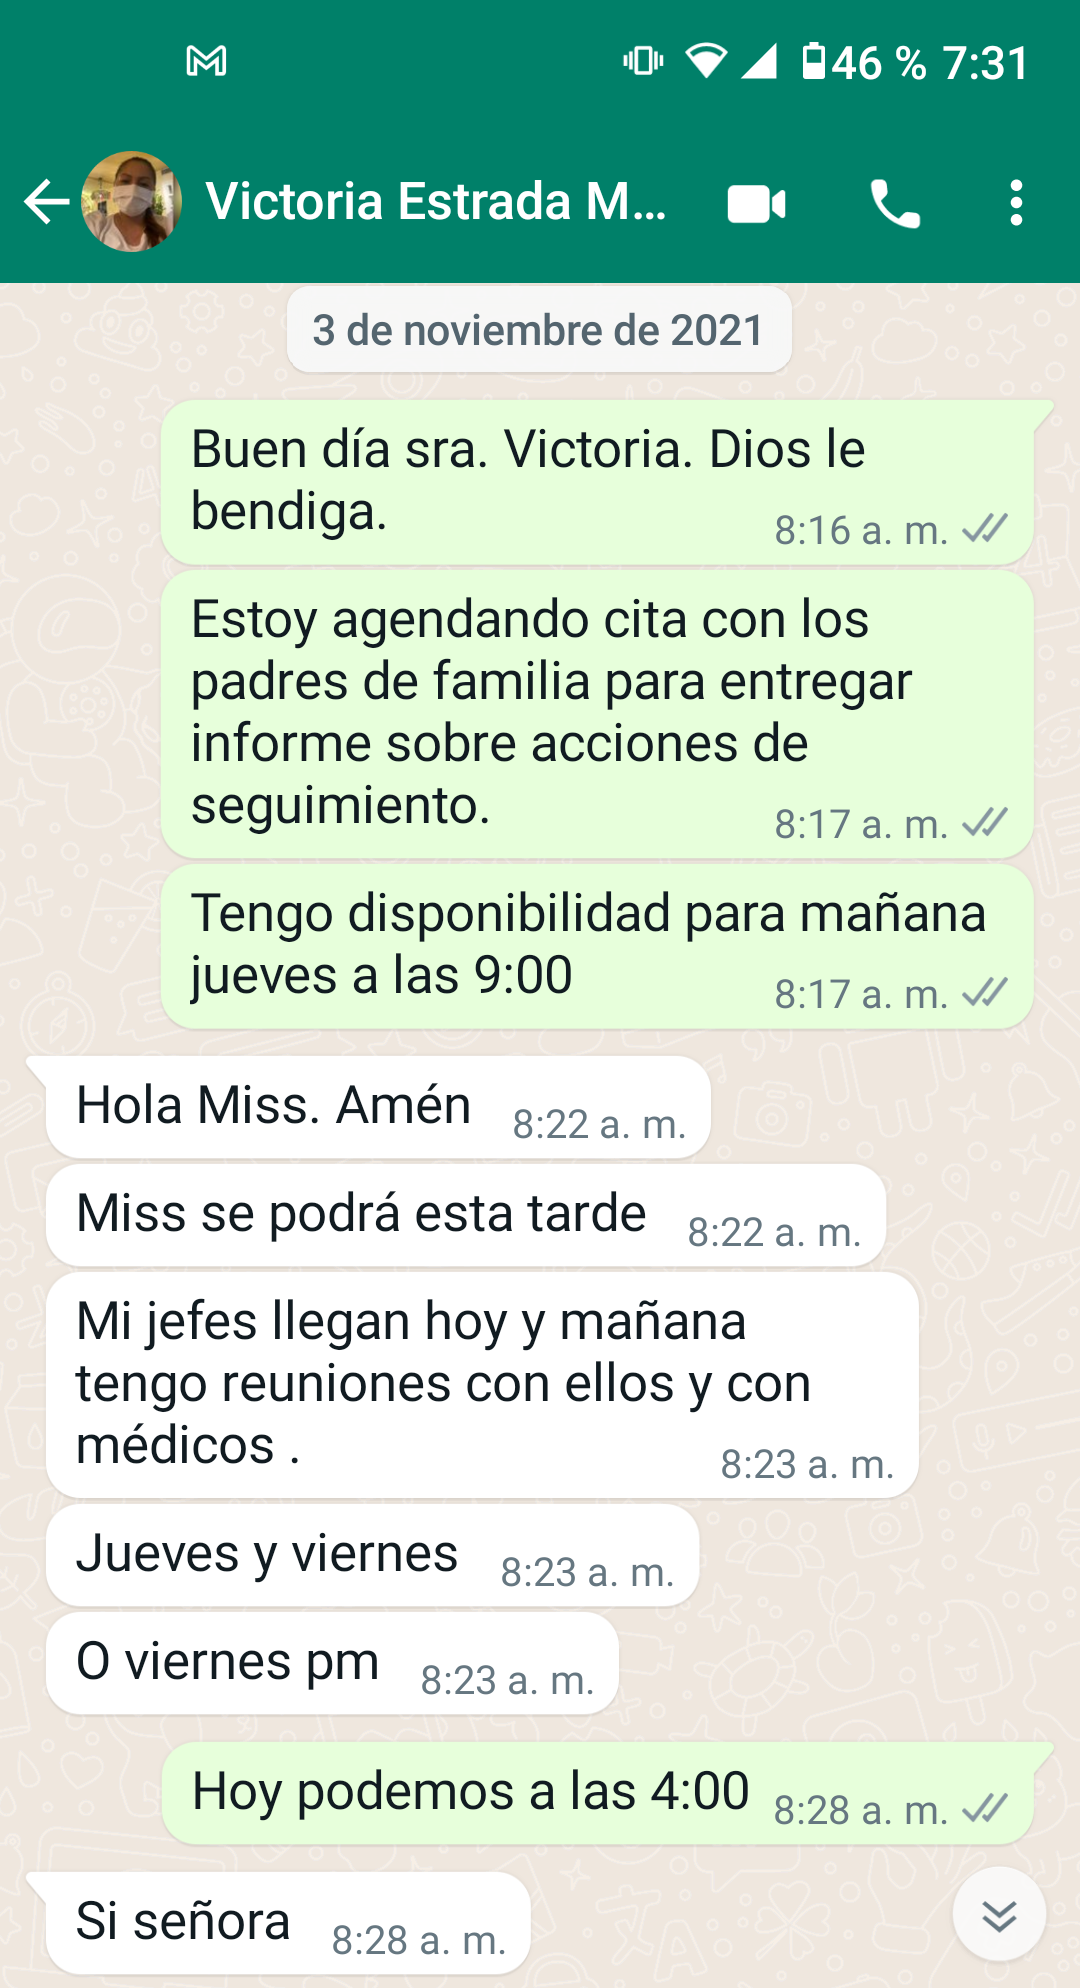 46 % 7:31
Victoria Estrada M...
3 de noviembre de 2021
Buen día sra. Victoria. Dios le
bendiga.
8:16 a. m.
Estoy agendando cita con los
padres de familia para entregar
informe sobre acciones de
seguimiento.
8:17 a. m.
Tengo disponibilidad para mañana
jueves a las 9:00
8:17 a. m.
Hola Miss. Amén 8:22 a. m.
Miss se podrá esta tarde 8:22 a. m.
Mi jefes llegan hoy y mañana
tengo reuniones con ellos y con
médicos .
8:23 a. m.
Jueves y viernes 8:23 a. m.
O viernes pm 8:23 a. m.
Hoy podemos a las 4:00 8:28 a. m.
Si señora 8:28 a. m.